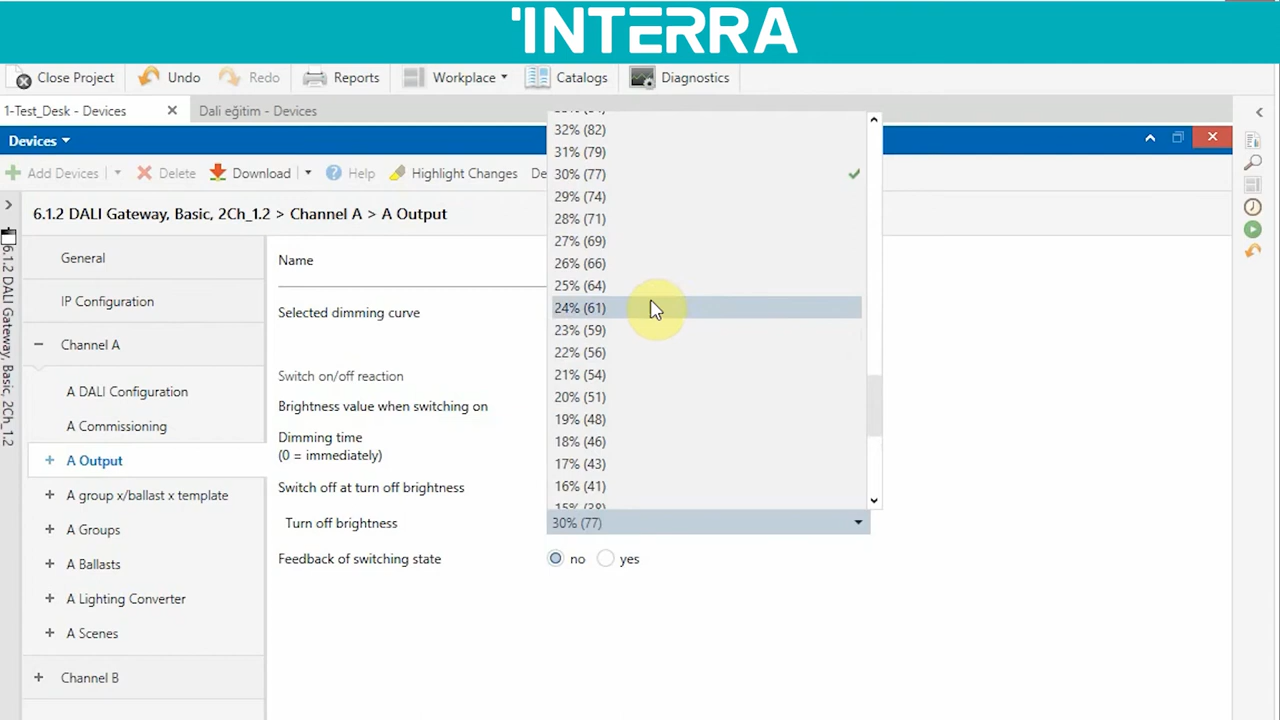 INTERRA
Close Project
Undo
Redo
Reports
Workplace
Catalogs
Diagnostics
1-Test_Desk - Devices
Dali eğitim - Devices
Devices
Add Devices
Delete
Download
Help
Highlight Changes
De
6.1.2 DALI Gateway, Basic, 2Ch_1.2 > Channel A > A Output
6.1.2 DALI Gateway, Basic, 2Ch_1.2
General
IP Configuration
Channel A
A DALI Configuration
A Commissioning
A Output
A group x/ballast x template
A Groups
A Ballasts
A Lighting Converter
A Scenes
Channel B
Name
Selected dimming curve
Switch on/off reaction
Brightness value when switching on
Dimming time
(0 = immediately)
Switch off at turn off brightness
Turn off brightness
Feedback of switching state
32% (82)
31% (79)
30% (77)
29% (74)
28% (71)
27% (69)
26% (66)
25% (64)
24% (61)
23% (59)
22% (56)
21% (54)
20% (51)
19% (48)
18% (46)
17% (43)
16% (41)
15% (38)
30% (77)
no
yes